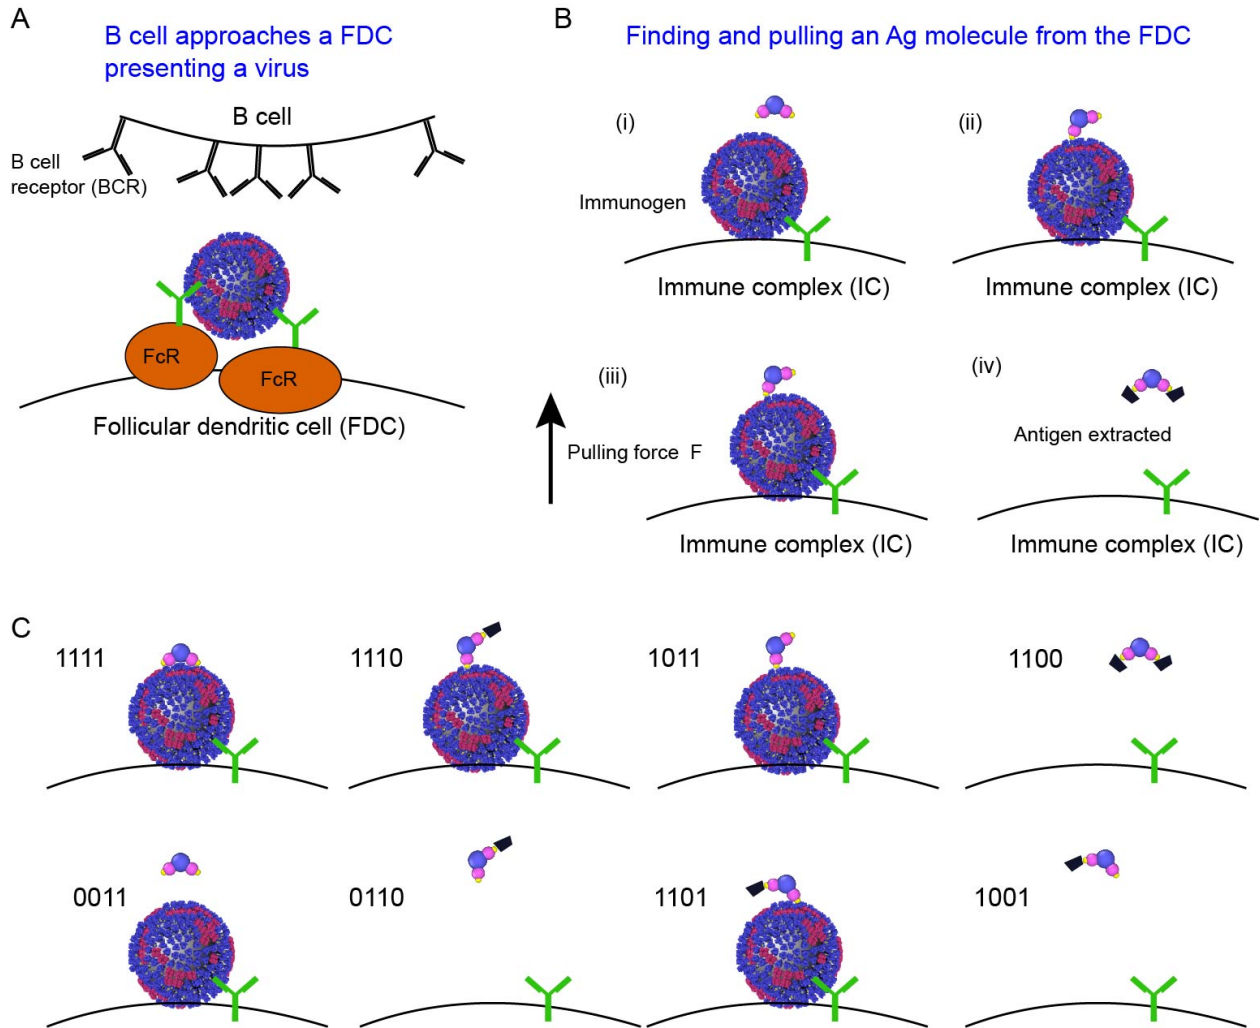 A
B cell approaches a FDC
presenting a virus
B cell
B cell
receptor (BCR)
FcR
FcR
Follicular dendritic cell (FDC)
B
Finding and pulling an Ag molecule from the FDC
(i)
Immunogen
Immune complex (IC)
(ii)
Immune complex (IC)
(iii)
Pulling force F
Immune complex (IC)
(iv)
Antigen extracted
Immune complex (IC)
C
1111
1110
1011
1100
0011
0110
1101
1001